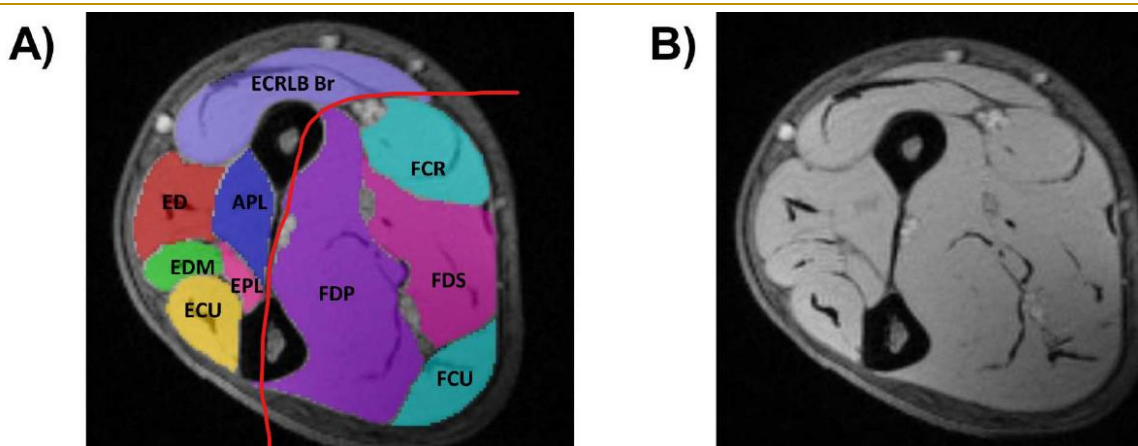 A)
B)
ECRLB Br
FCR
ED
APL
EDM
EPL
FDP
FDS
ECU
FCU